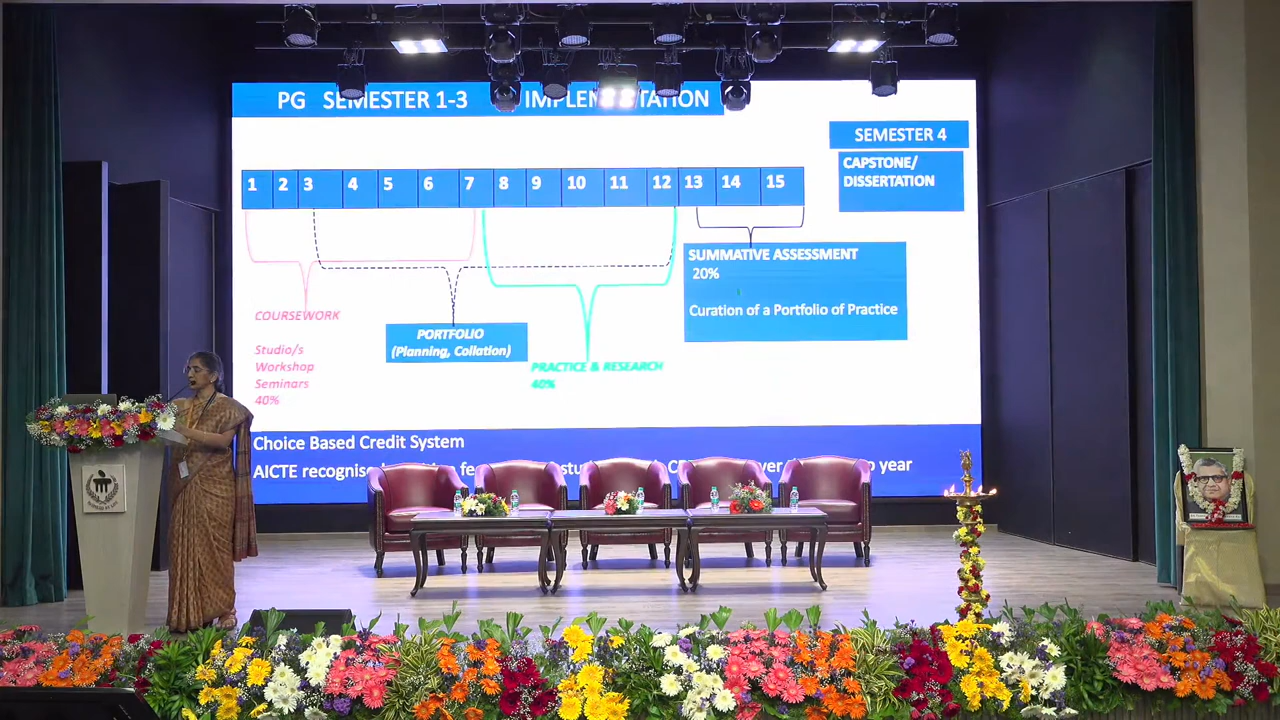 PG SEMESTER 1-3 IMPLEMENTATION
SEMESTER 4
CAPSTONE/
DISSERTATION
1 2 3 4 5 6 7 8 9 10 11 12 13 14 15
SUMMATIVE ASSESSMENT
20%
Curation of a Portfolio of Practice
COURSEWORK
Studio/s
Workshop
Seminars
40%
PORTFOLIO
(Planning, Collation)
PRACTICE & RESEARCH
40%
Choice Based Credit System
AICTE year